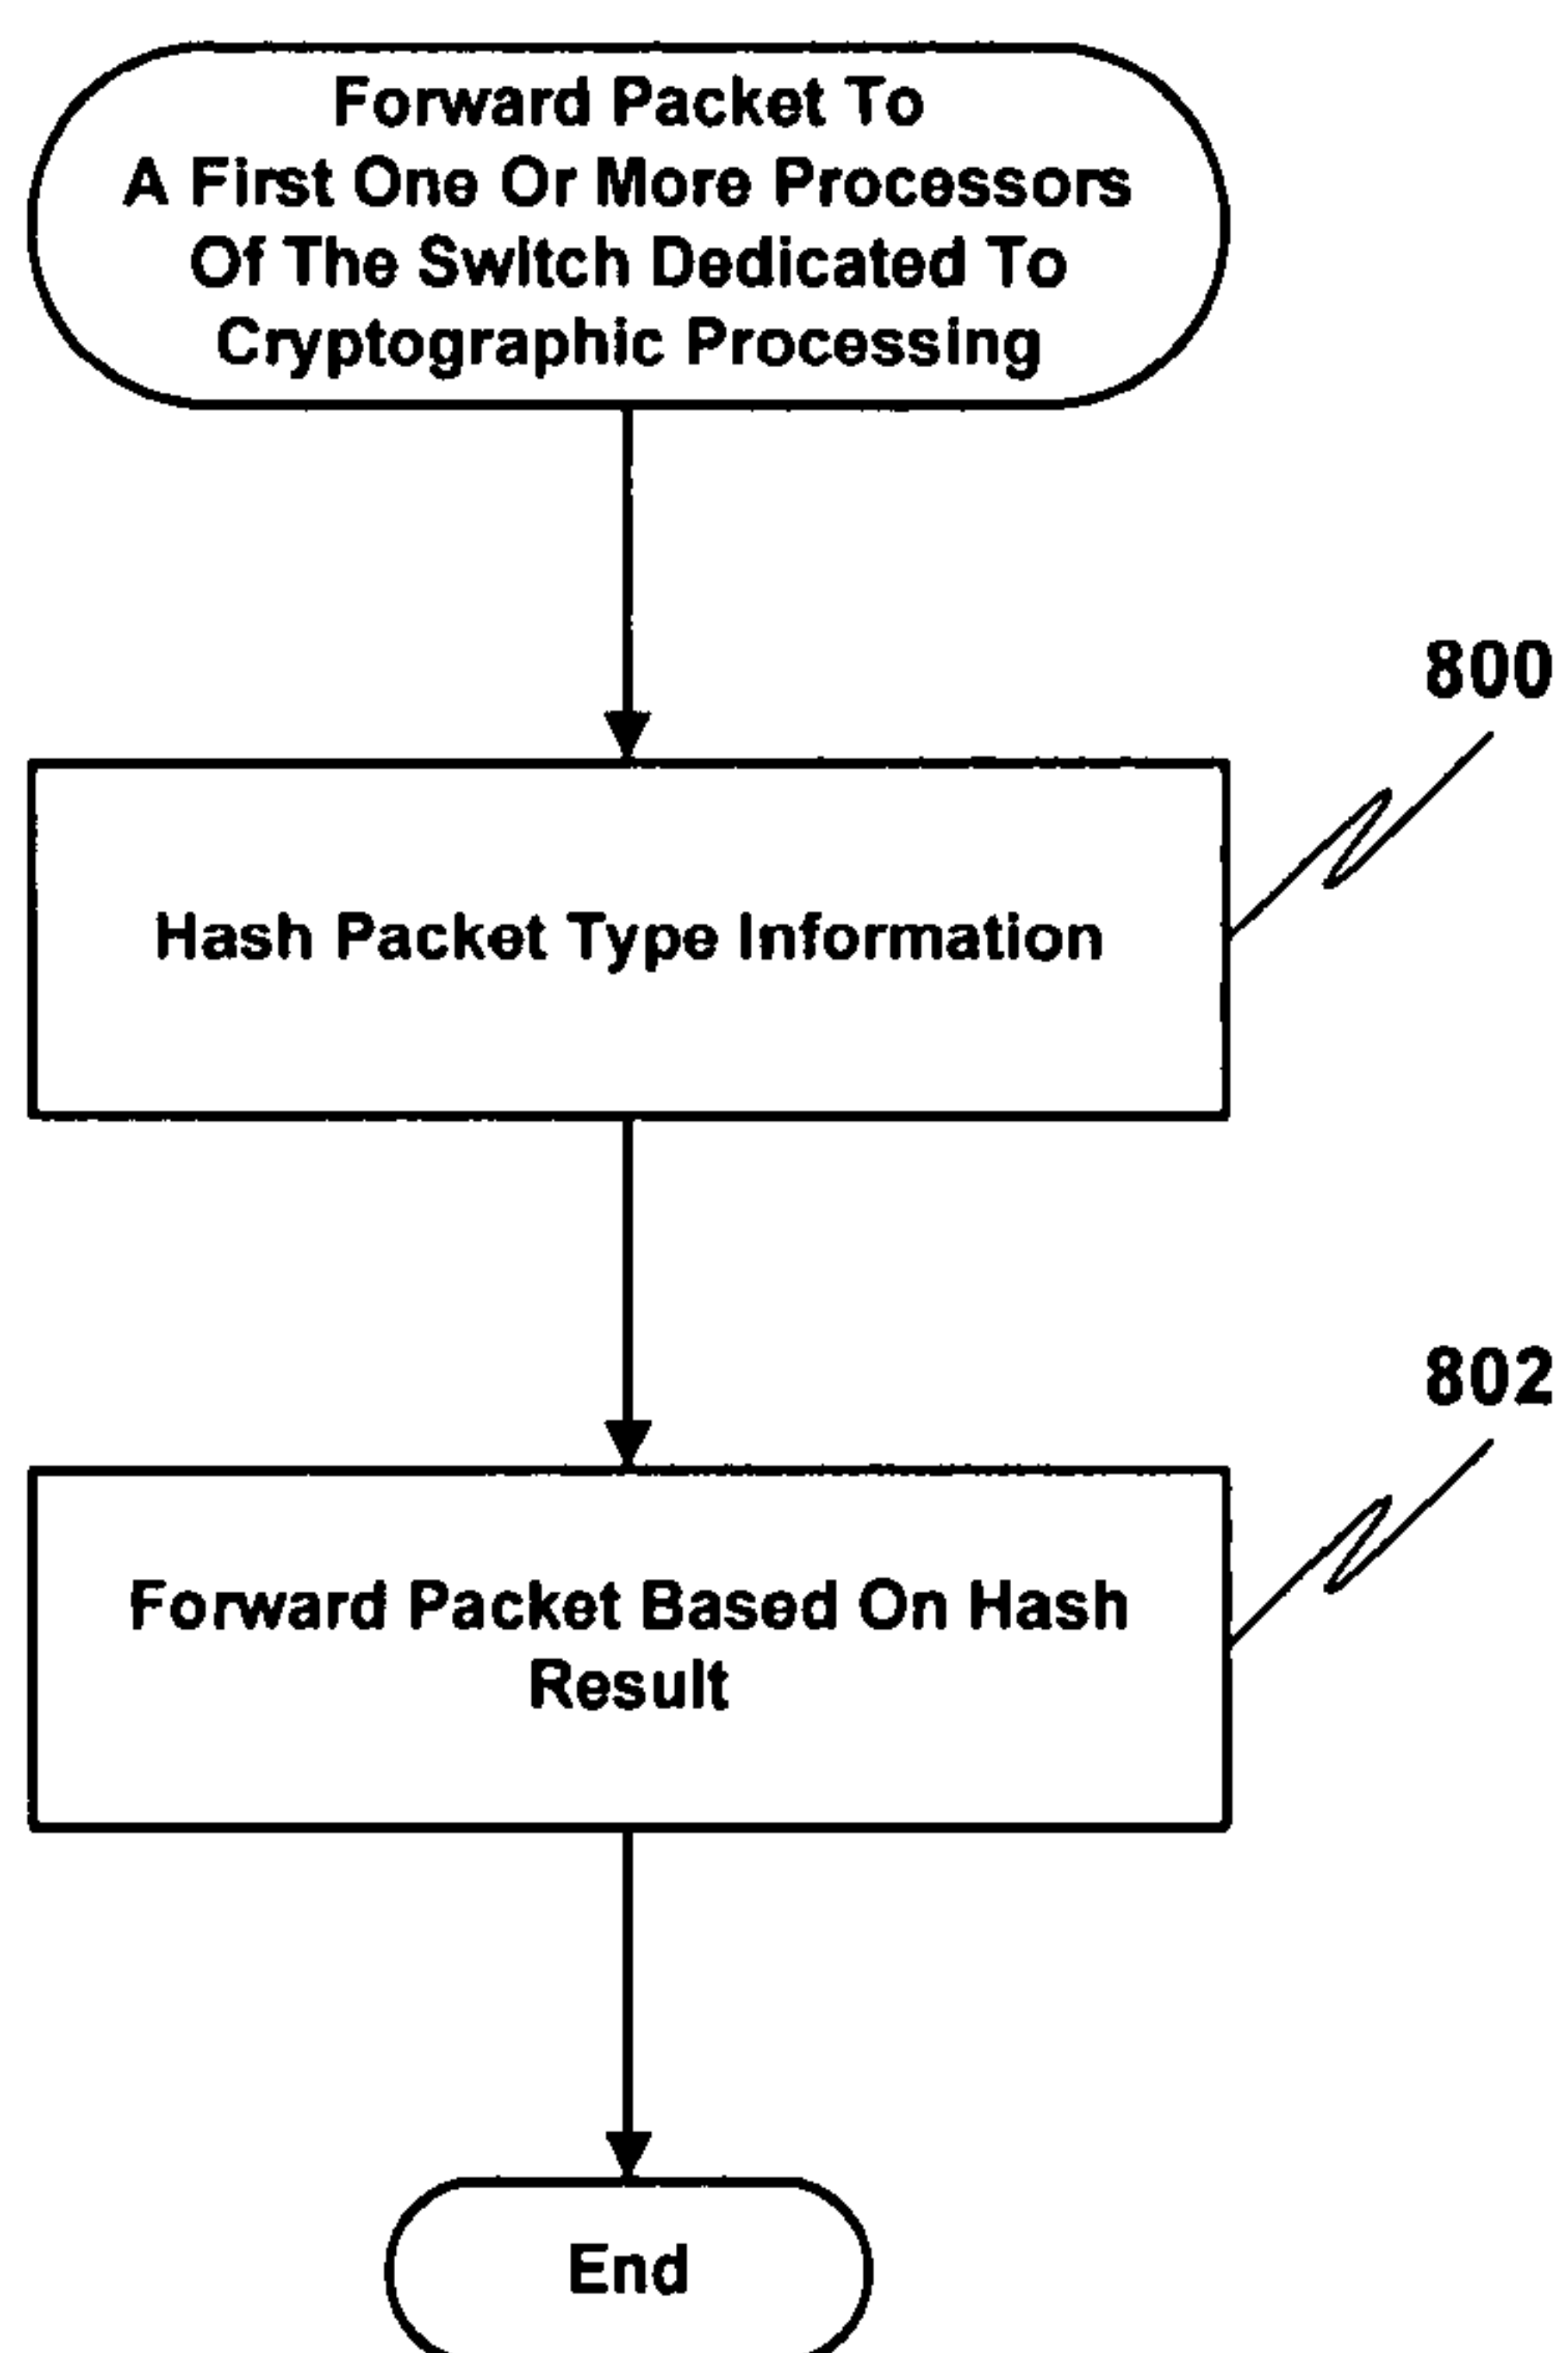 Forward Packet To
A First One Or More Processors
Of The Switch Dedicated To
Cryptographic Processing
800
Hash Packet Type Information
802
Forward Packet Based On Hash
Result
End